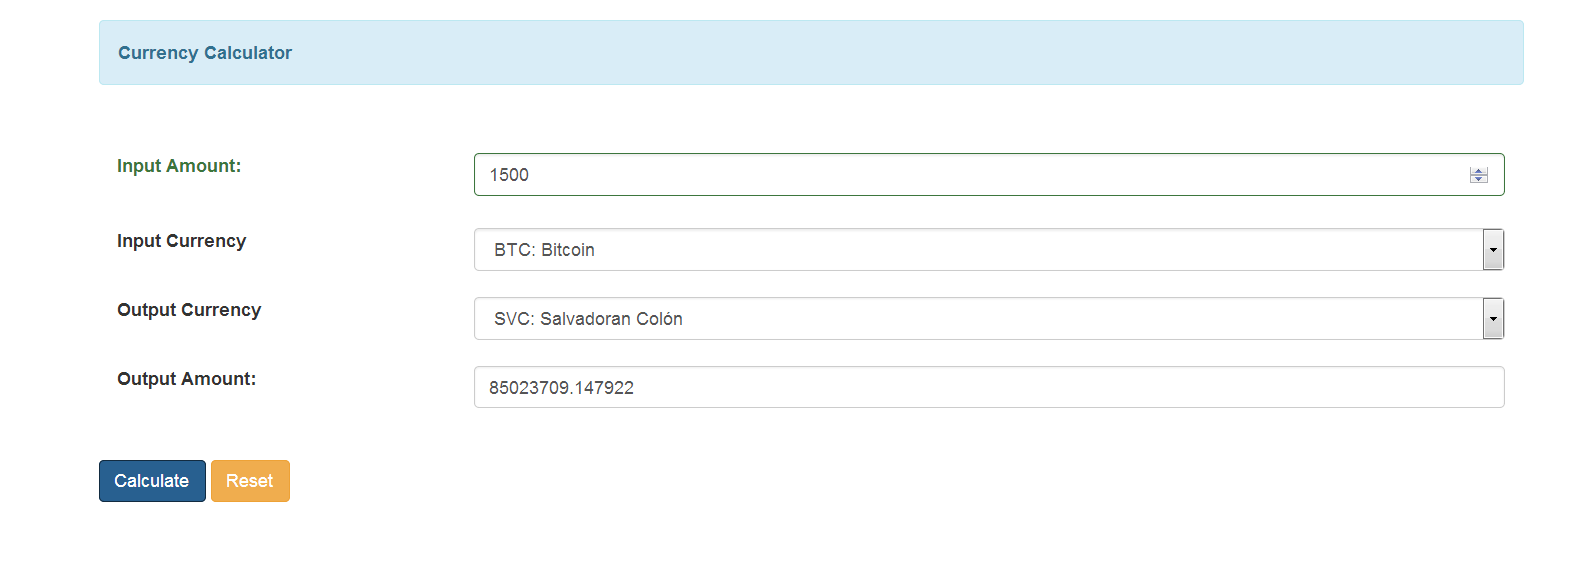 Currency Calculator
Input Amount:
1500
Input Currency
BTC: Bitcoin
Output Currency
SVC: Salvadoran Colón
Output Amount:
85023709.147922
Calculate
Reset